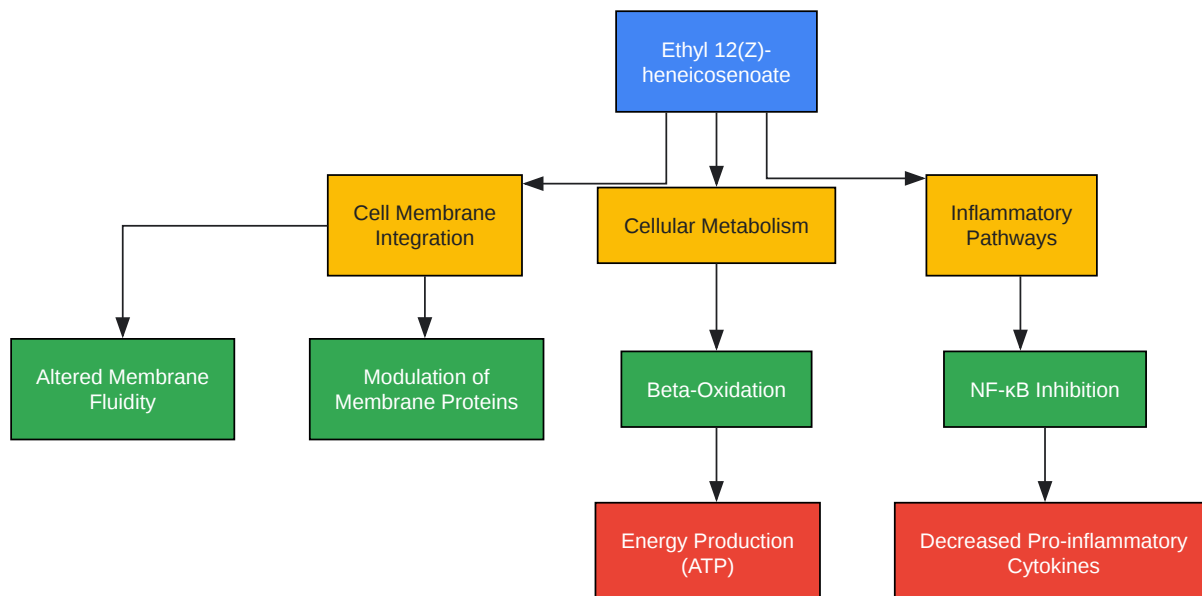 Ethyl 12(Z)-
heneicosenoate
Cell Membrane
Integration
Cellular Metabolism
Inflammatory
Pathways
Altered Membrane
Fluidity
Modulation of
Membrane Proteins
Beta-Oxidation
NF-κB Inhibition
Energy Production
(ATP)
Decreased Pro-inflammatory
Cytokines